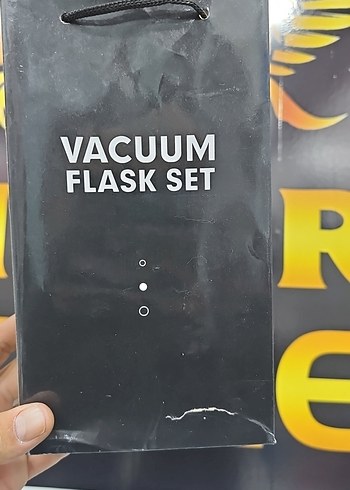 VACUUM
FLASK SET
R
e